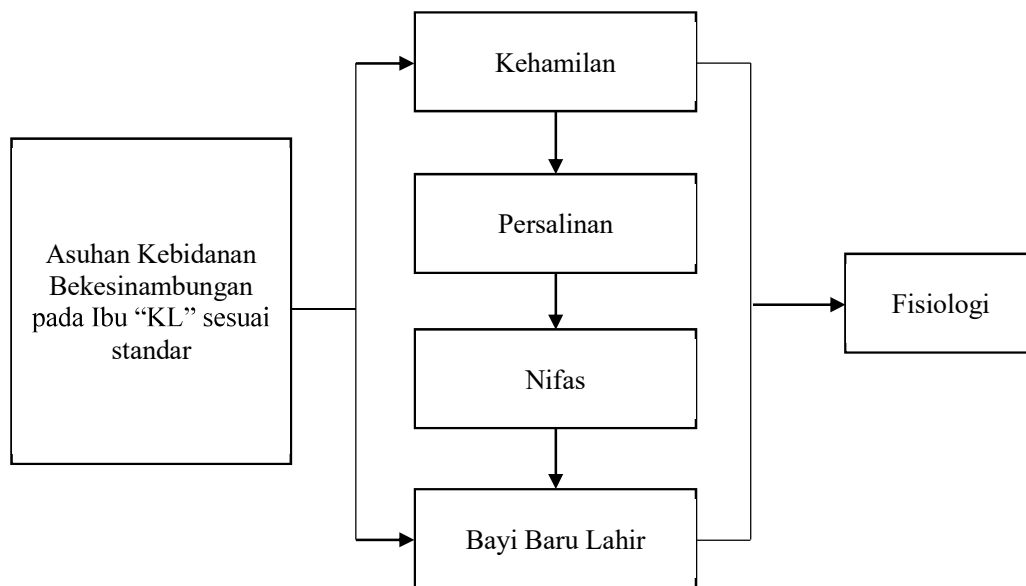 Asuhan Kebidanan
Bekesinambungan
pada Ibu “KL” sesuai
standar
Kehamilan
Persalinan
Nifas
Bayi Baru Lahir
Fisiologi